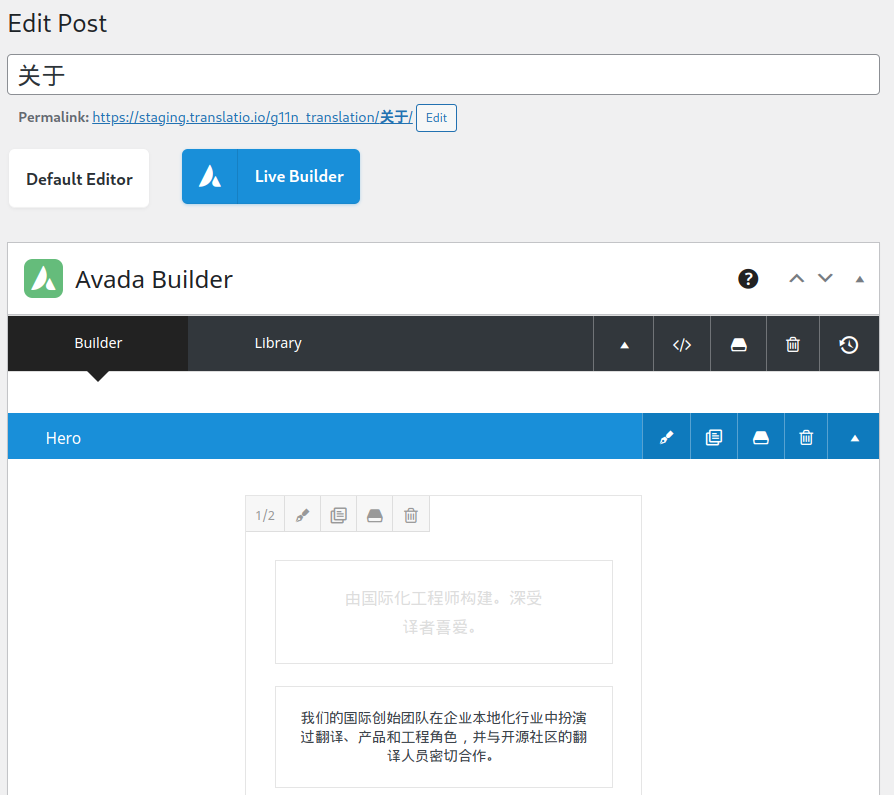 Edit Post
关于
Permalink: https://staging.translatio.io/g11n_translation/关于/ Edit
Default Editor Live Builder
Avada Builder
Builder Library
Hero
1/2
由国际化工程师构建。深受
译者喜爱。
我们的国际创始团队在企业本地化行业中扮演
过翻译、产品和工程角色，并与开源社区的翻
译人员密切合作。